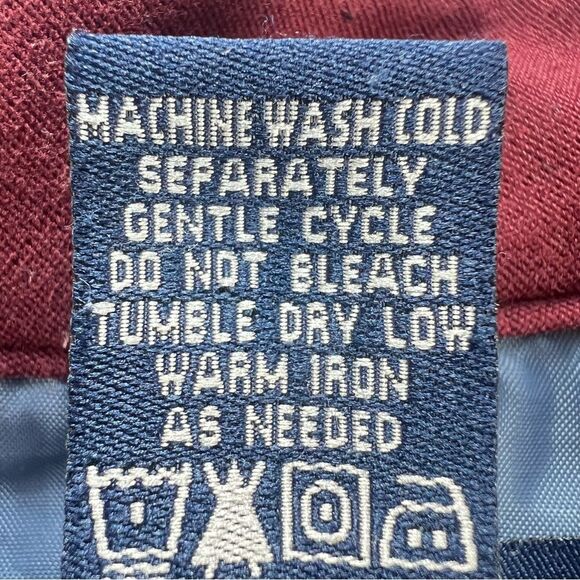 MACHINE WASH COLD
SEPARATELY
GENTLE CYCLE
DO NOT BLEACH
TUMBLE DRY LOW
WARM IRON
AS NEEDED